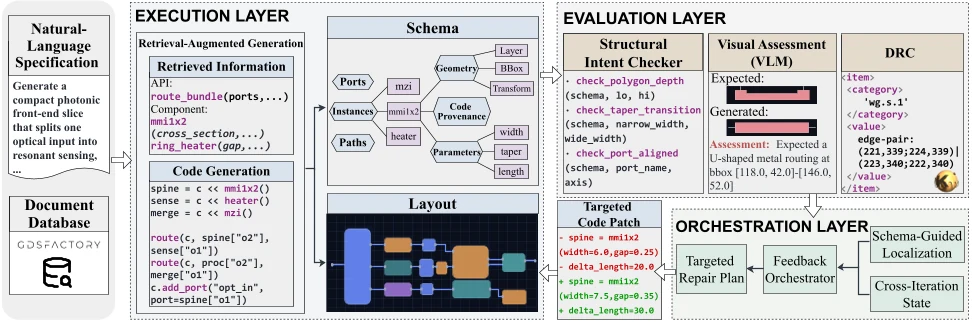 Natural-
Language
Specification
Generate a
compact photonic
front-end slice
that splits one
optical input into
resonant sensing,
...
Document
Database
GDSFACTORY
EXECUTION LAYER
Retrieval-Augmented Generation
Retrieved Information
API:
route_bundle(ports,...)
Component:
mmi1x2
(cross_section,...)
ring_heater(gap,...)
Code Generation
spine = c << mmi1x2()
sense = c << heater()
merge = c << mzi()
route(c, spine["o2"],
sense["o1"])
route(c, proc["o2"],
merge["o1"])
c.add_port("opt_in",
port=spine["o1"])
Schema
Ports
Instances
Paths
mzi
mmi1x2
heater
Geometry
Code
Provenance
Parameters
Layer
BBox
Transform
width
taper
length
Layout
EVALUATION LAYER
Structural
Intent Checker
· check_polygon_depth
(schema, lo, hi)
· check_taper_transition
(schema, narrow_width,
wide_width)
· check_port_aligned
(schema, port_name,
axis)
Visual Assessment
(VLM)
Expected:
Generated:
Assessment: Expected a
U-shaped metal routing at
bbox [118.0, 42.0]-[146.0,
52.0]
DRC
<item>
<category>
'wg.s.1'
</category>
<value>
edge-pair:
(221,339;224,339)|
(223,340;222,340)
</value>
</item>
Targeted
Code Patch
- spine = mmi1x2
(width=6.0,gap=0.25)
- delta_length=20.0
+ spine = mmi1x2
(width=7.5,gap=0.35)
+ delta_length=30.0
ORCHESTRATION LAYER
Targeted
Repair Plan
Feedback
Orchestrator
Schema-Guided
Localization
Cross-Iteration
State